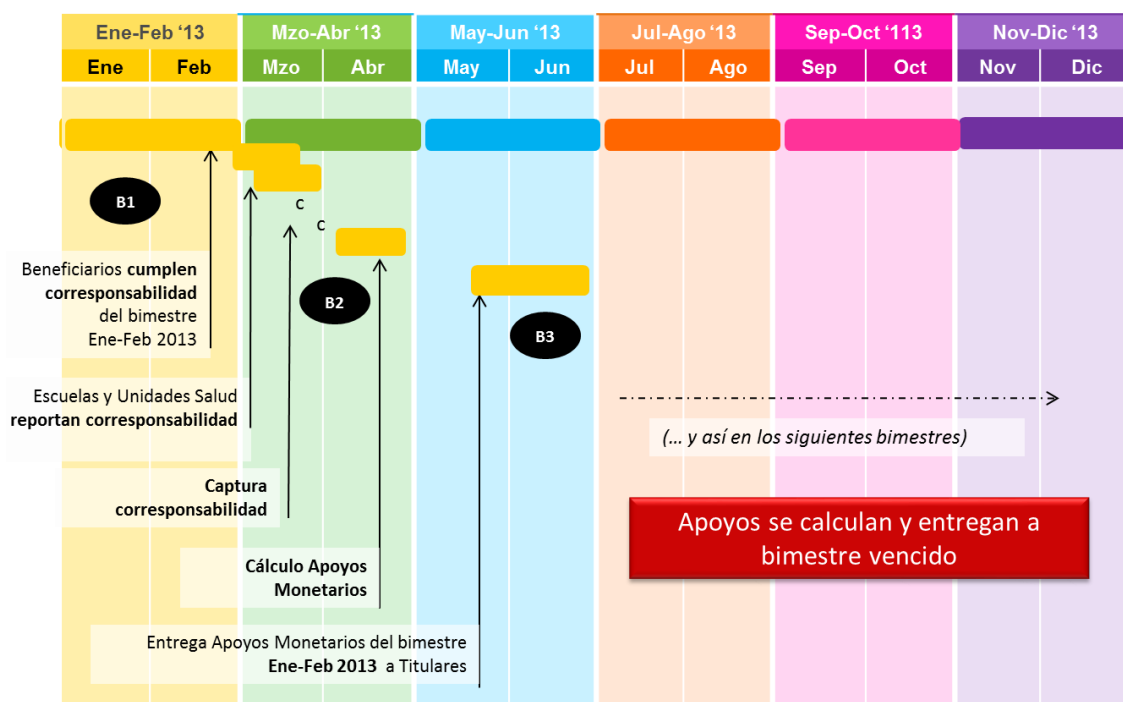 Ene-Feb ‘13 Mzo-Abr ‘13 May-Jun ‘13 Jul-Ago ‘13 Sep-Oct ‘113 Nov-Dic ‘13
Ene Feb Mzo Abr May Jun Jul Ago Sep Oct Nov Dic
B1
c
c
Beneficiarios cumplen
corresponsabilidad
del bimestre
Ene-Feb 2013
B2
B3
Escuelas y Unidades Salud
reportan corresponsabilidad
(... y así en los siguientes bimestres)
Captura
corresponsabilidad
Apoyos se calculan y entregan a
bimestre vencido
Cálculo Apoyos
Monetarios
Entrega Apoyos Monetarios del bimestre
Ene-Feb 2013 a Titulares